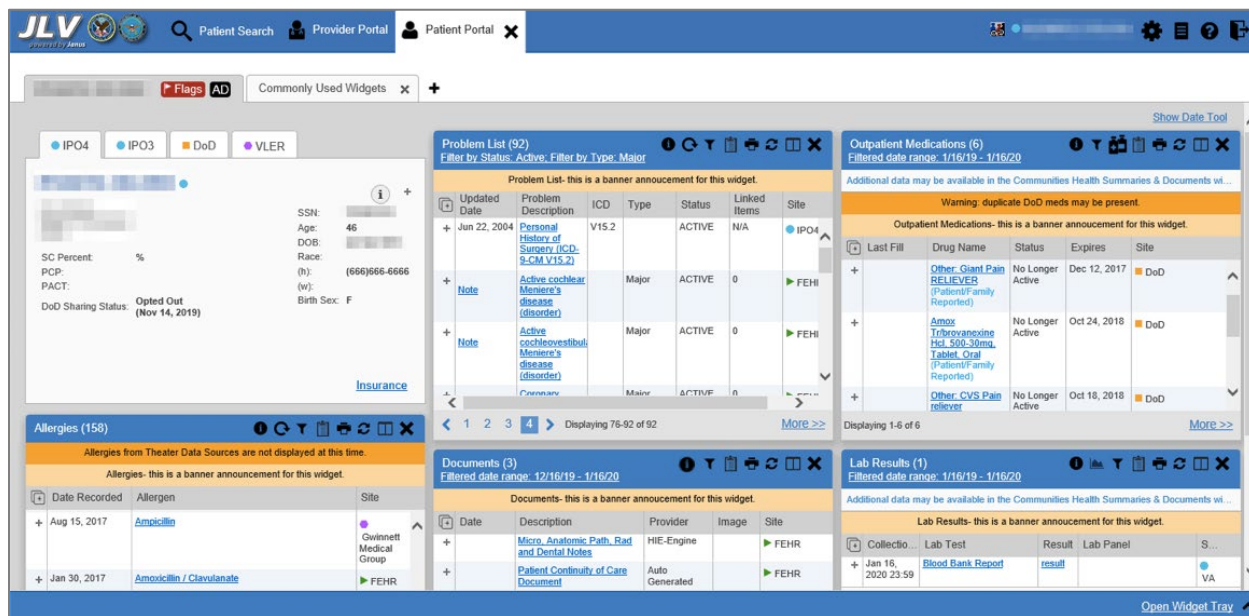 JLV
powered by Janus
Patient Search
Provider Portal
Patient Portal
Flags
AD
Commonly Used Widgets
Show Date Tool
IPO4
IPO3
DoD
VLER
SSN:
Age: 46
DOB:
SC Percent: % Race:
PCP: (h): (666)666-6666
PACT: (w):
DoD Sharing Status: Opted Out Birth Sex: F
(Nov 14, 2019)
Insurance
Problem List (92)
Filter by Status: Active; Filter by Type: Major
Problem List- this is a banner annoucement for this widget.
Updated Date Problem Description ICD Type Status Linked Items Site
Jun 22, 2004 Personal V15.2 ACTIVE N/A IPO4
History of
Surgery (ICD-
9-CM V15.2)
Note Active cochlear Major ACTIVE 0 FEHI
Meniere's
disease
(disorder)
Note Active Major ACTIVE 0 FEHI
cochleovestibula
Meniere's
disease
(disorder)
Coronary Major ACTIVE 0 FEHI
1 2 3 4 Displaying 76-92 of 92 More >>
Outpatient Medications (6)
Filtered date range: 1/16/19 - 1/16/20
Additional data may be available in the Communities Health Summaries & Documents wi...
Warning: duplicate DoD meds may be present.
Outpatient Medications- this is a banner annoucement for this widget.
Last Fill Drug Name Status Expires Site
Other: Giant Pain No Longer Dec 12, 2017 DoD
RELIEVER Active
(Patient/Family
Reported)
Amox No Longer Oct 24, 2018 DoD
Tr/brovanexine Active
Hcl, 500-30mg,
Tablet, Oral
(Patient/Family
Reported)
Other: CVS Pain No Longer Oct 18, 2018 DoD
reliever Active
Displaying 1-6 of 6 More >>
Allergies (158)
Allergies from Theater Data Sources are not displayed at this time.
Allergies- this is a banner announcement for this widget.
Date Recorded Allergen Site
Aug 15, 2017 Ampicillin
Gwinnett
Medical
Group
Jan 30, 2017 Amoxicillin / Clavulanate FEHR
Documents (3)
Filtered date range: 12/16/19 - 1/16/20
Documents- this is a banner annoucement for this widget.
Date Description Provider Image Site
Micro, Anatomic Path, Rad HIE-Engine FEHR
and Dental Notes
Patient Continuity of Care Auto FEHR
Document Generated
Lab Results (1)
Filtered date range: 1/16/19 - 1/16/20
Additional data may be available in the Communities Health Summaries & Documents wi...
Lab Results- this is a banner annoucement for this widget.
Collectio... Lab Test Result Lab Panel S...
Jan 16, Blood Bank Report result
2020 23:59 VA
Open Widget Tray